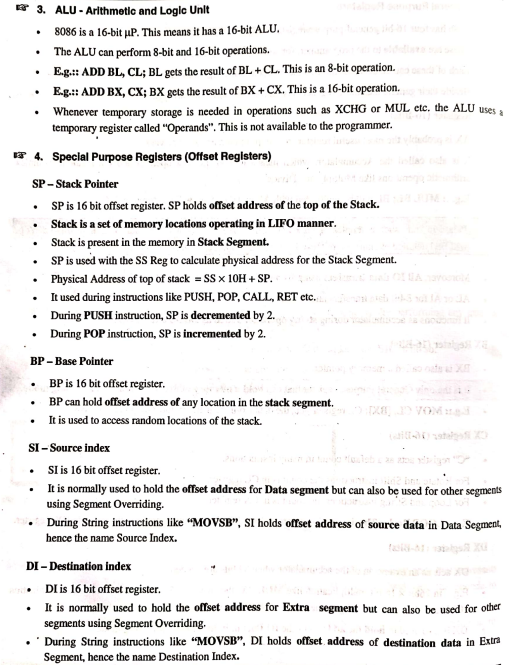 ☞ 3. ALU - Arithmetic and Logic Unit
• 8086 is a 16-bit μP. This means it has a 16-bit ALU.
• The ALU can perform 8-bit and 16-bit operations.
• E.g.:: ADD BL, CL; BL gets the result of BL + CL. This is an 8-bit operation.
• E.g.:: ADD BX, CX; BX gets the result of BX + CX. This is a 16-bit operation.
• Whenever temporary storage is needed in operations such as XCHG or MUL etc. the ALU uses a
temporary register called "Operands". This is not available to the programmer.
☞ 4. Special Purpose Registers (Offset Registers)
SP – Stack Pointer
• SP is 16 bit offset register. SP holds offset address of the top of the Stack.
• Stack is a set of memory locations operating in LIFO manner.
• Stack is present in the memory in Stack Segment.
• SP is used with the SS Reg to calculate physical address for the Stack Segment.
• Physical Address of top of stack = SS × 10H + SP.
• It used during instructions like PUSH, POP, CALL, RET etc.
• During PUSH instruction, SP is decremented by 2.
• During POP instruction, SP is incremented by 2.
BP – Base Pointer
• BP is 16 bit offset register.
• BP can hold offset address of any location in the stack segment.
• It is used to access random locations of the stack.
SI – Source index
• SI is 16 bit offset register.
• It is normally used to hold the offset address for Data segment but can also be used for other segments
using Segment Overriding.
• During String instructions like "MOVSB", SI holds offset address of source data in Data Segment,
hence the name Source Index.
DI – Destination index
• DI is 16 bit offset register.
• It is normally used to hold the offset address for Extra segment but can also be used for other
segments using Segment Overriding.
• During String instructions like "MOVSB", DI holds offset address of destination data in Extra
Segment, hence the name Destination Index.